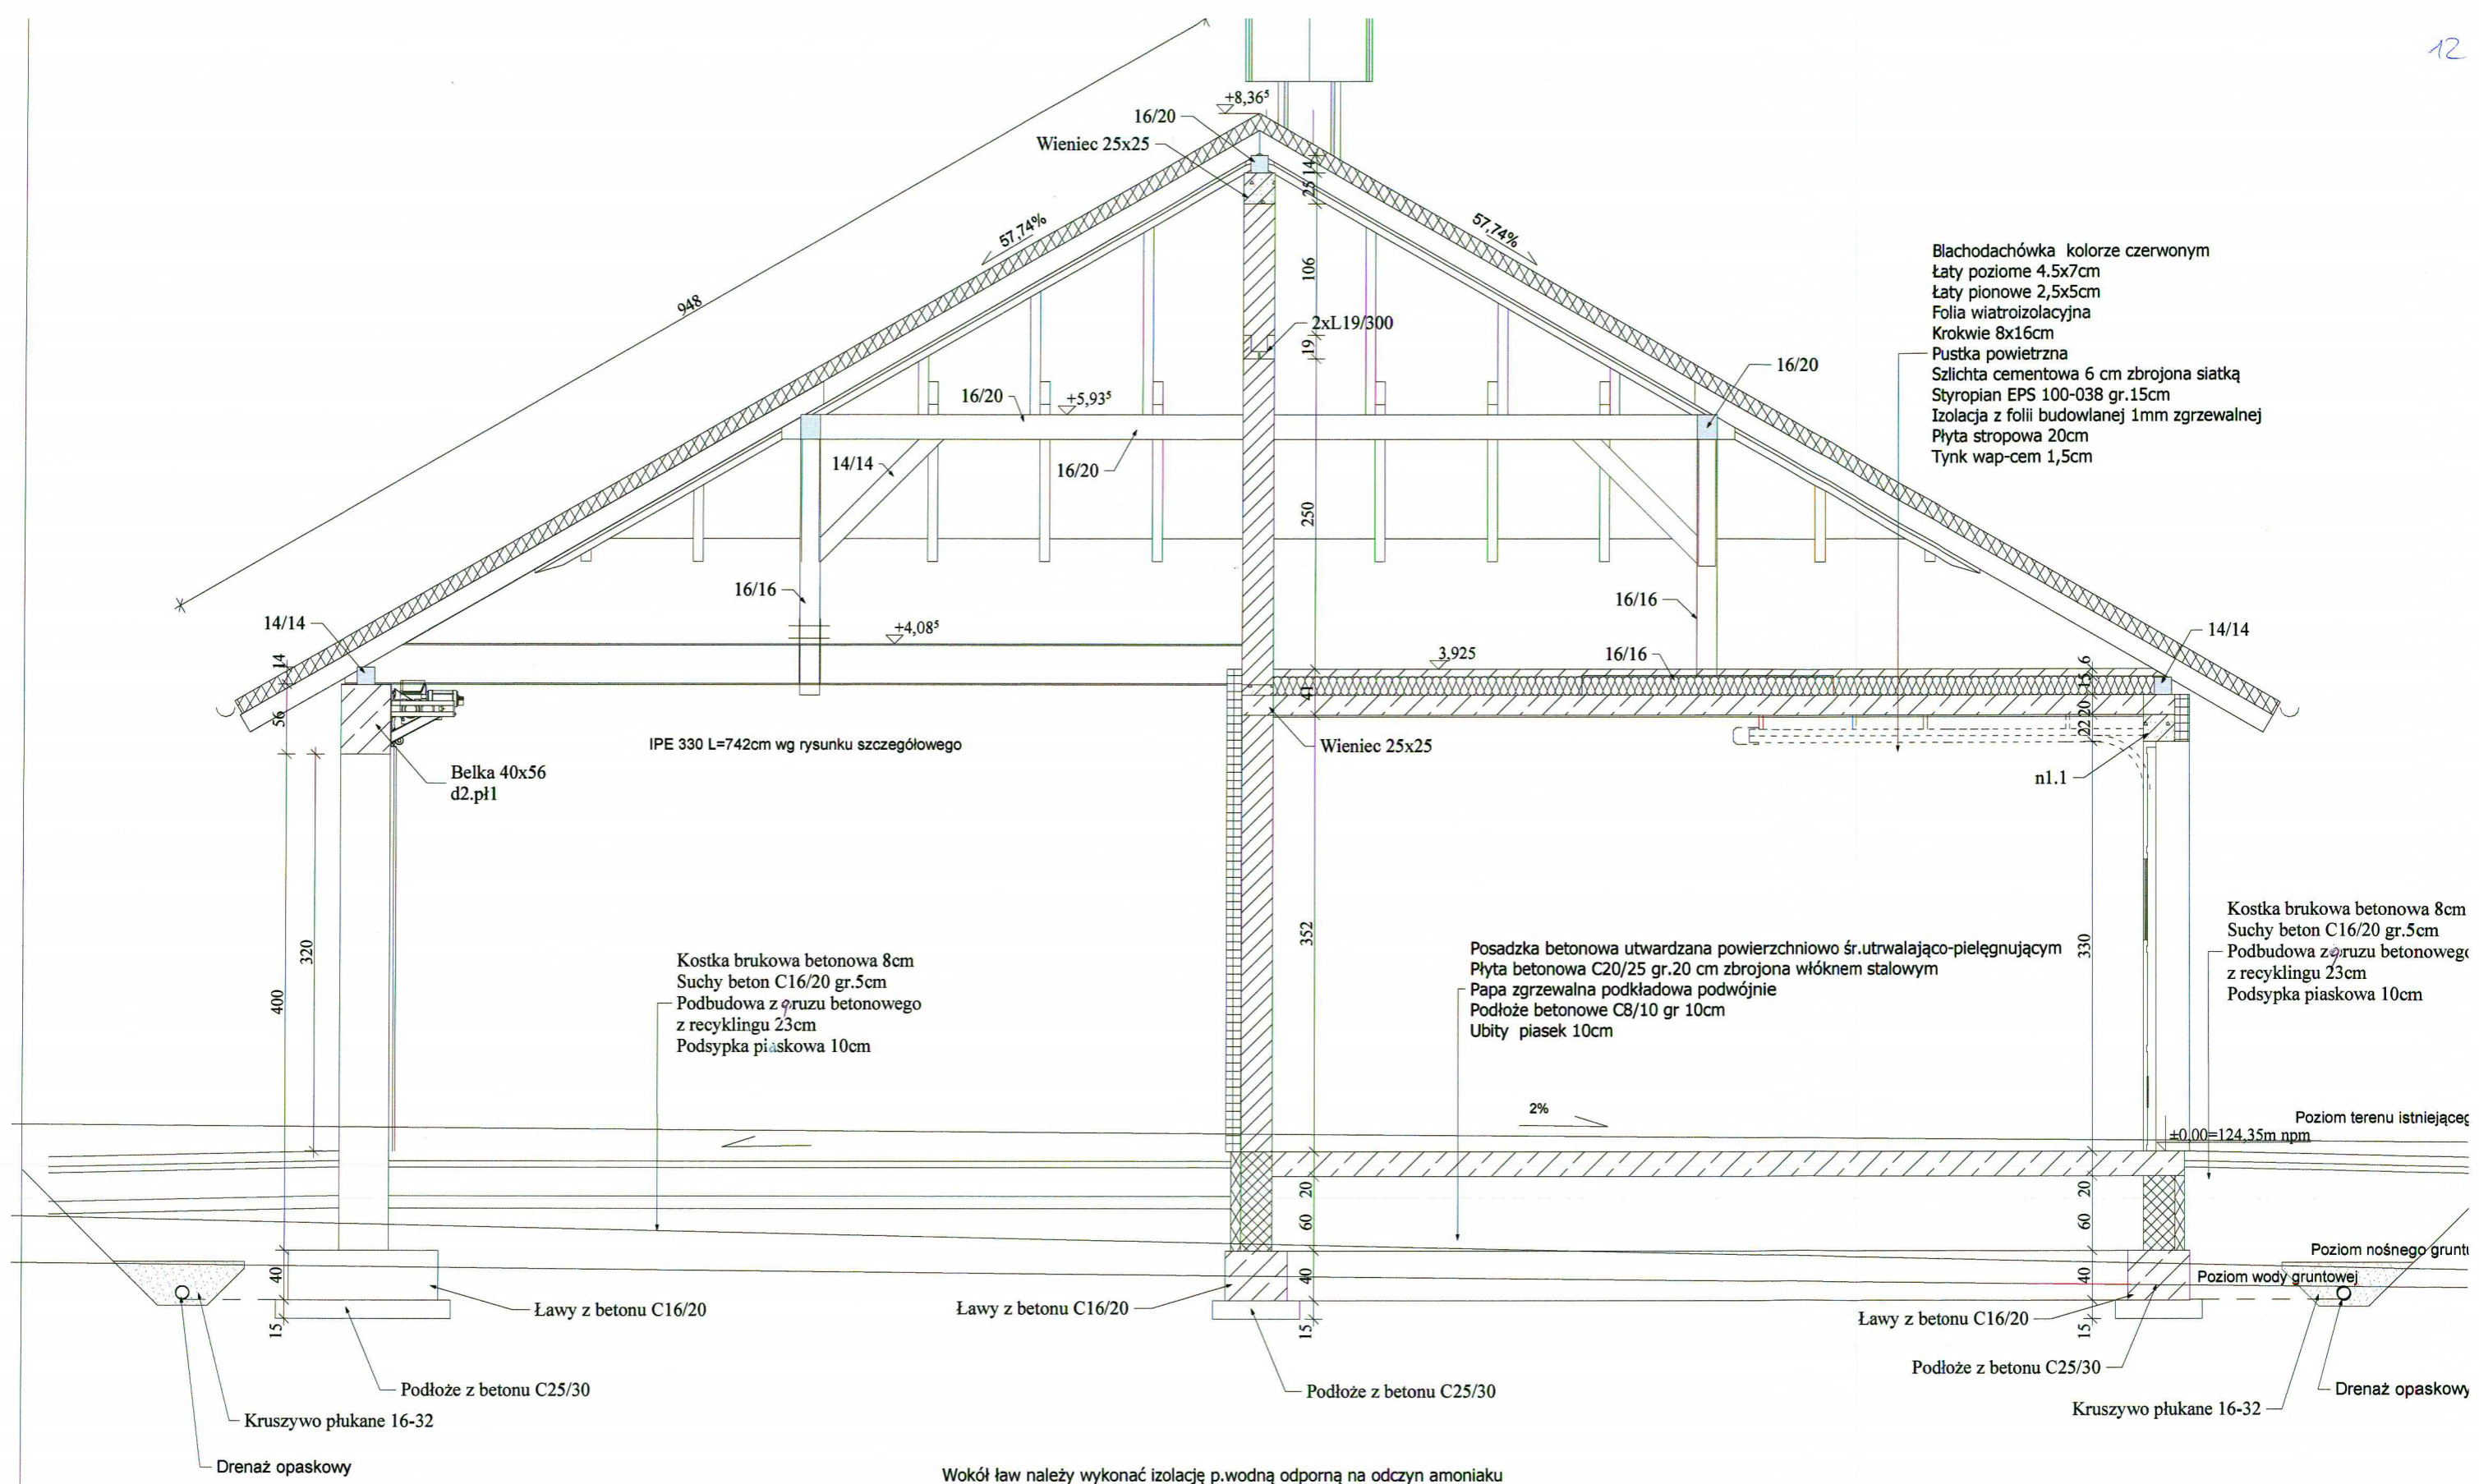 12
+8,36⁵
16/20
Wieniec 25x25
14
25
57,74%
57,74%
948
106
2xL19/300
19
Blachodachówka kolorze czerwonym
Łaty poziome 4.5x7cm
Łaty pionowe 2,5x5cm
Folia wiatroizolacyjna
Krokwie 8x16cm
Pustka powietrzna
Szlichta cementowa 6 cm zbrojona siatką
Styropian EPS 100-038 gr.15cm
Izolacja z folii budowlanej 1mm zgrzewalnej
Płyta stropowa 20cm
Tynk wap-cem 1,5cm
16/20
16/20
+5,93⁵
14/14
16/20
250
16/16
16/16
14/14
+4,08⁵
3,925
16/16
14/14
14
56
41
6
15
20
22
IPE 330 L=742cm wg rysunku szczegółowego
Wieniec 25x25
Belka 40x56
d2.pł1
n1.1
320
400
352
330
Kostka brukowa betonowa 8cm
Suchy beton C16/20 gr.5cm
Podbudowa z gruzu betonowego
z recyklingu 23cm
Podsypka piaskowa 10cm
Posadzka betonowa utwardzana powierzchniowo śr.utrwalająco-pielęgnującym
Płyta betonowa C20/25 gr.20 cm zbrojona włóknem stalowym
Papa zgrzewalna podkładowa podwójnie
Podłoże betonowe C8/10 gr 10cm
Ubity piasek 10cm
Kostka brukowa betonowa 8cm
Suchy beton C16/20 gr.5cm
Podbudowa z gruzu betonowego
z recyklingu 23cm
Podsypka piaskowa 10cm
2%
Poziom terenu istniejąceg
±0,00=124,35m npm
20
60
20
60
Poziom nośnego gruntu
Poziom wody gruntowej
40
40
40
15
15
15
Ławy z betonu C16/20
Ławy z betonu C16/20
Ławy z betonu C16/20
Podłoże z betonu C25/30
Podłoże z betonu C25/30
Podłoże z betonu C25/30
Kruszywo płukane 16-32
Kruszywo płukane 16-32
Drenaż opaskowy
Drenaż opaskowy
Wokół ław należy wykonać izolację p.wodną odporną na odczyn amoniaku